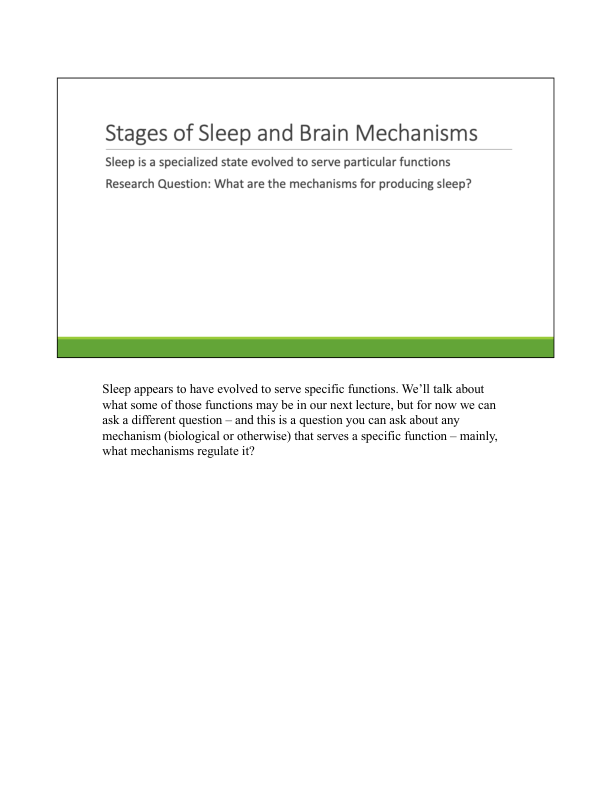 Stages of Sleep and Brain Mechanisms
Sleep is a specialized state evolved to serve particular functions
Research Question: What are the mechanisms for producing sleep?
Sleep appears to have evolved to serve specific functions. We’ll talk about
what some of those functions may be in our next lecture, but for now we can
ask a different question – and this is a question you can ask about any
mechanism (biological or otherwise) that serves a specific function – mainly,
what mechanisms regulate it?